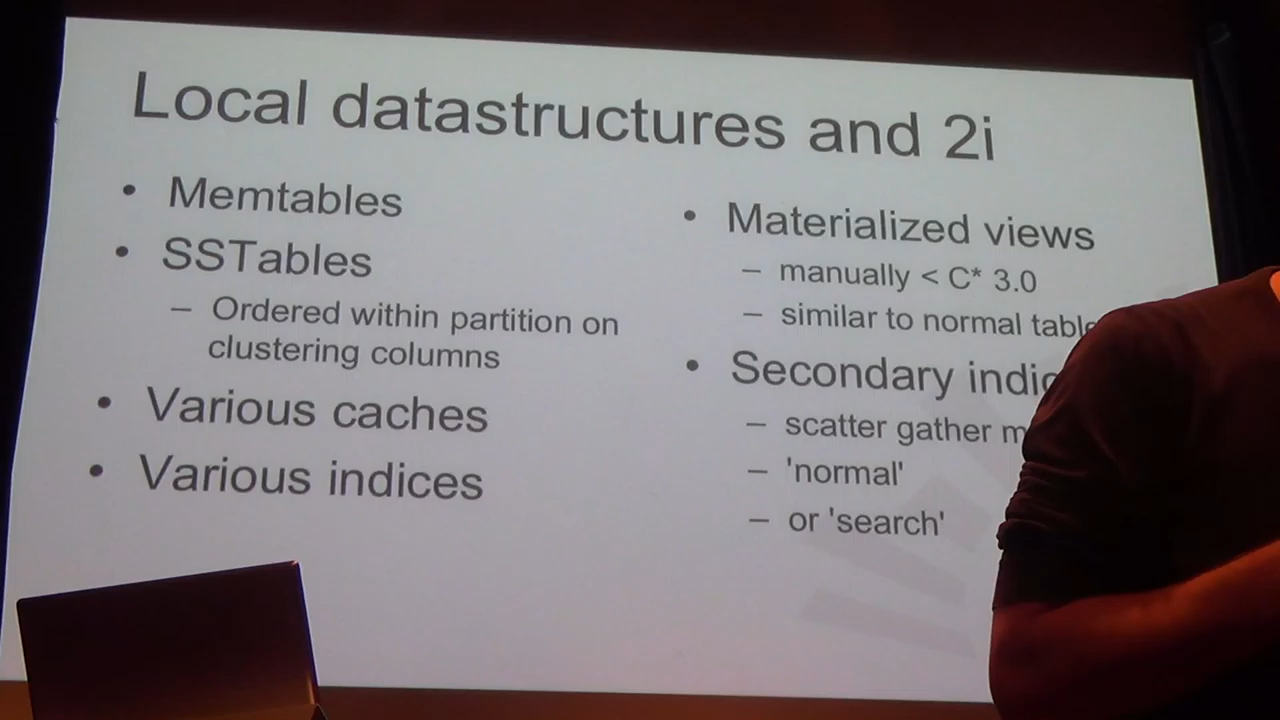 Local datastructures and 2i
• Memtables
• SSTables
– Ordered within partition on
clustering columns
• Various caches
• Various indices
• Materialized views
– manually < C* 3.0
– similar to normal
• Secondary
– scatter gather
– 'normal'
– or 'search'